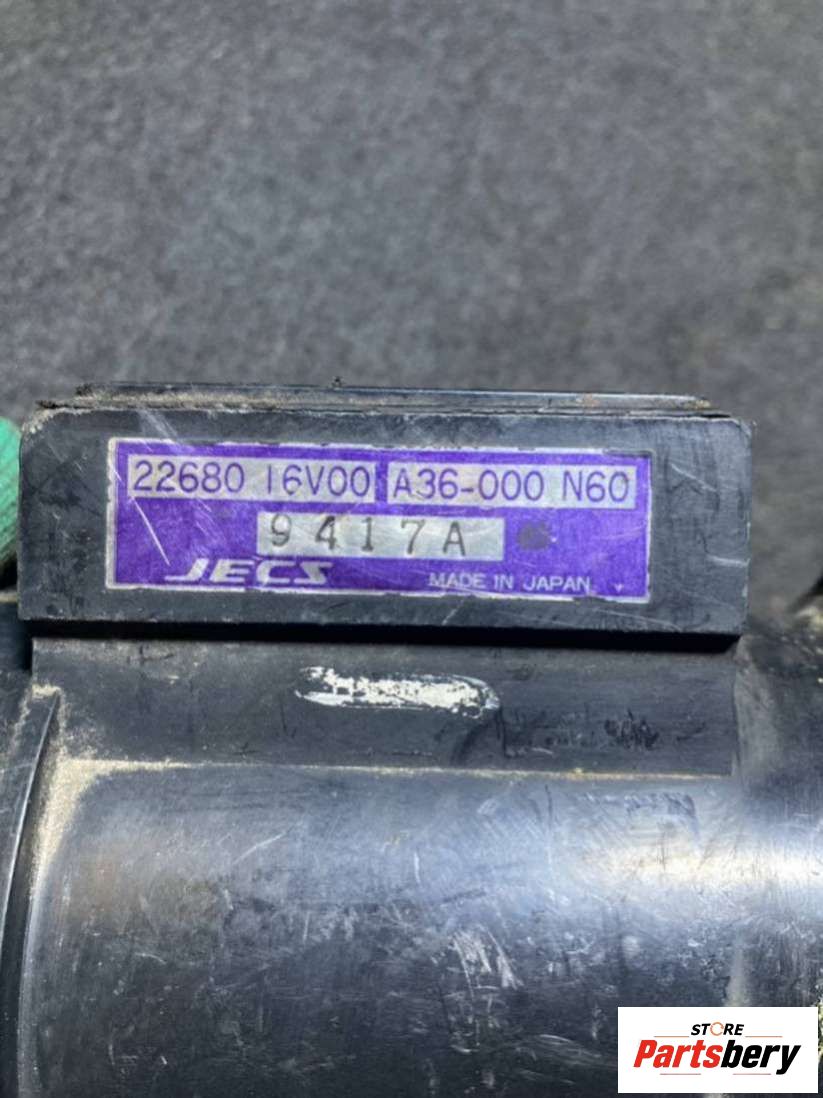 22680 16V00 A36-000 N60
9417A
JECS MADE IN JAPAN
STORE
Partsbery